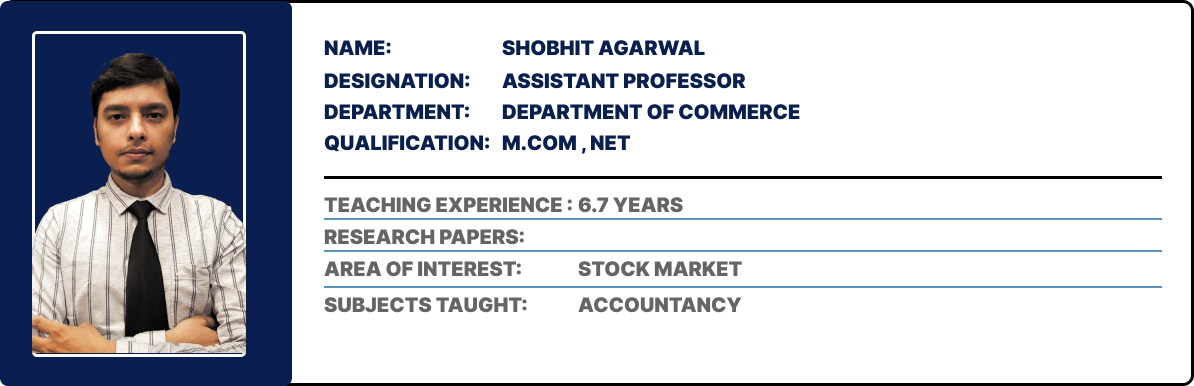 NAME: SHOBHIT AGARWAL
DESIGNATION: ASSISTANT PROFESSOR
DEPARTMENT: DEPARTMENT OF COMMERCE
QUALIFICATION: M.COM , NET
TEACHING EXPERIENCE : 6.7 YEARS
RESEARCH PAPERS:
AREA OF INTEREST: STOCK MARKET
SUBJECTS TAUGHT: ACCOUNTANCY